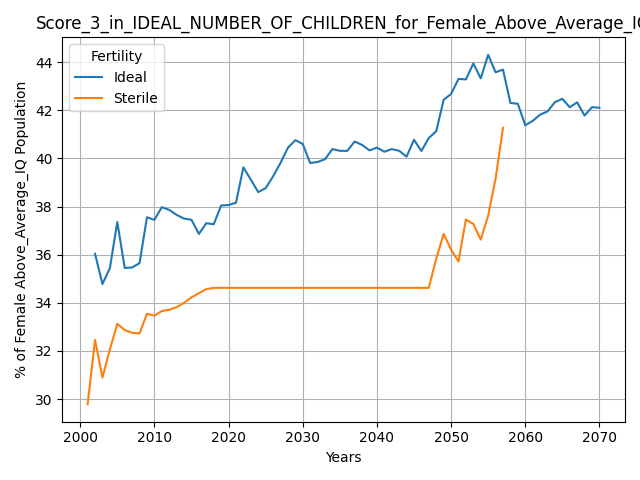 Score_3_in_IDEAL_NUMBER_OF_CHILDREN_for_Female_Above_Average_IQ
Fertility
Ideal
Sterile
% of Female Above_Average_IQ Population
44
42
40
38
36
34
32
30
2000 2010 2020 2030 2040 2050 2060 2070
Years